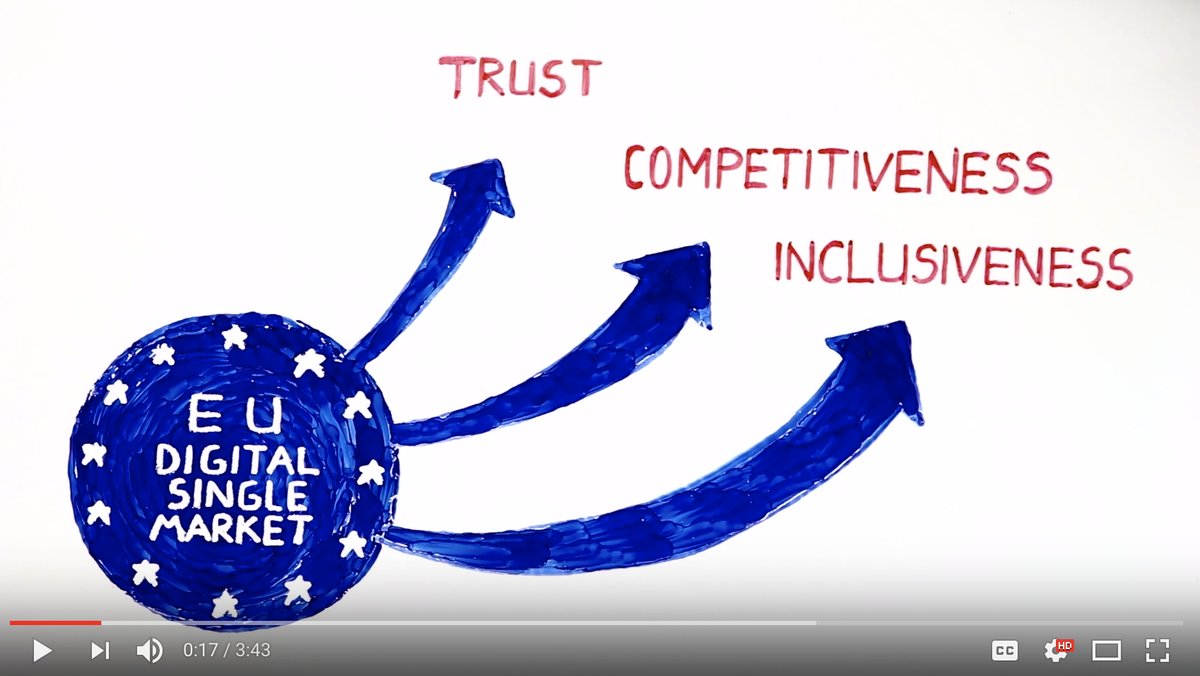 TRUST
COMPETITIVENESS
INCLUSIVENESS
EU
DIGITAL
SINGLE
MARKET
0:17 / 3:43
CC
HD